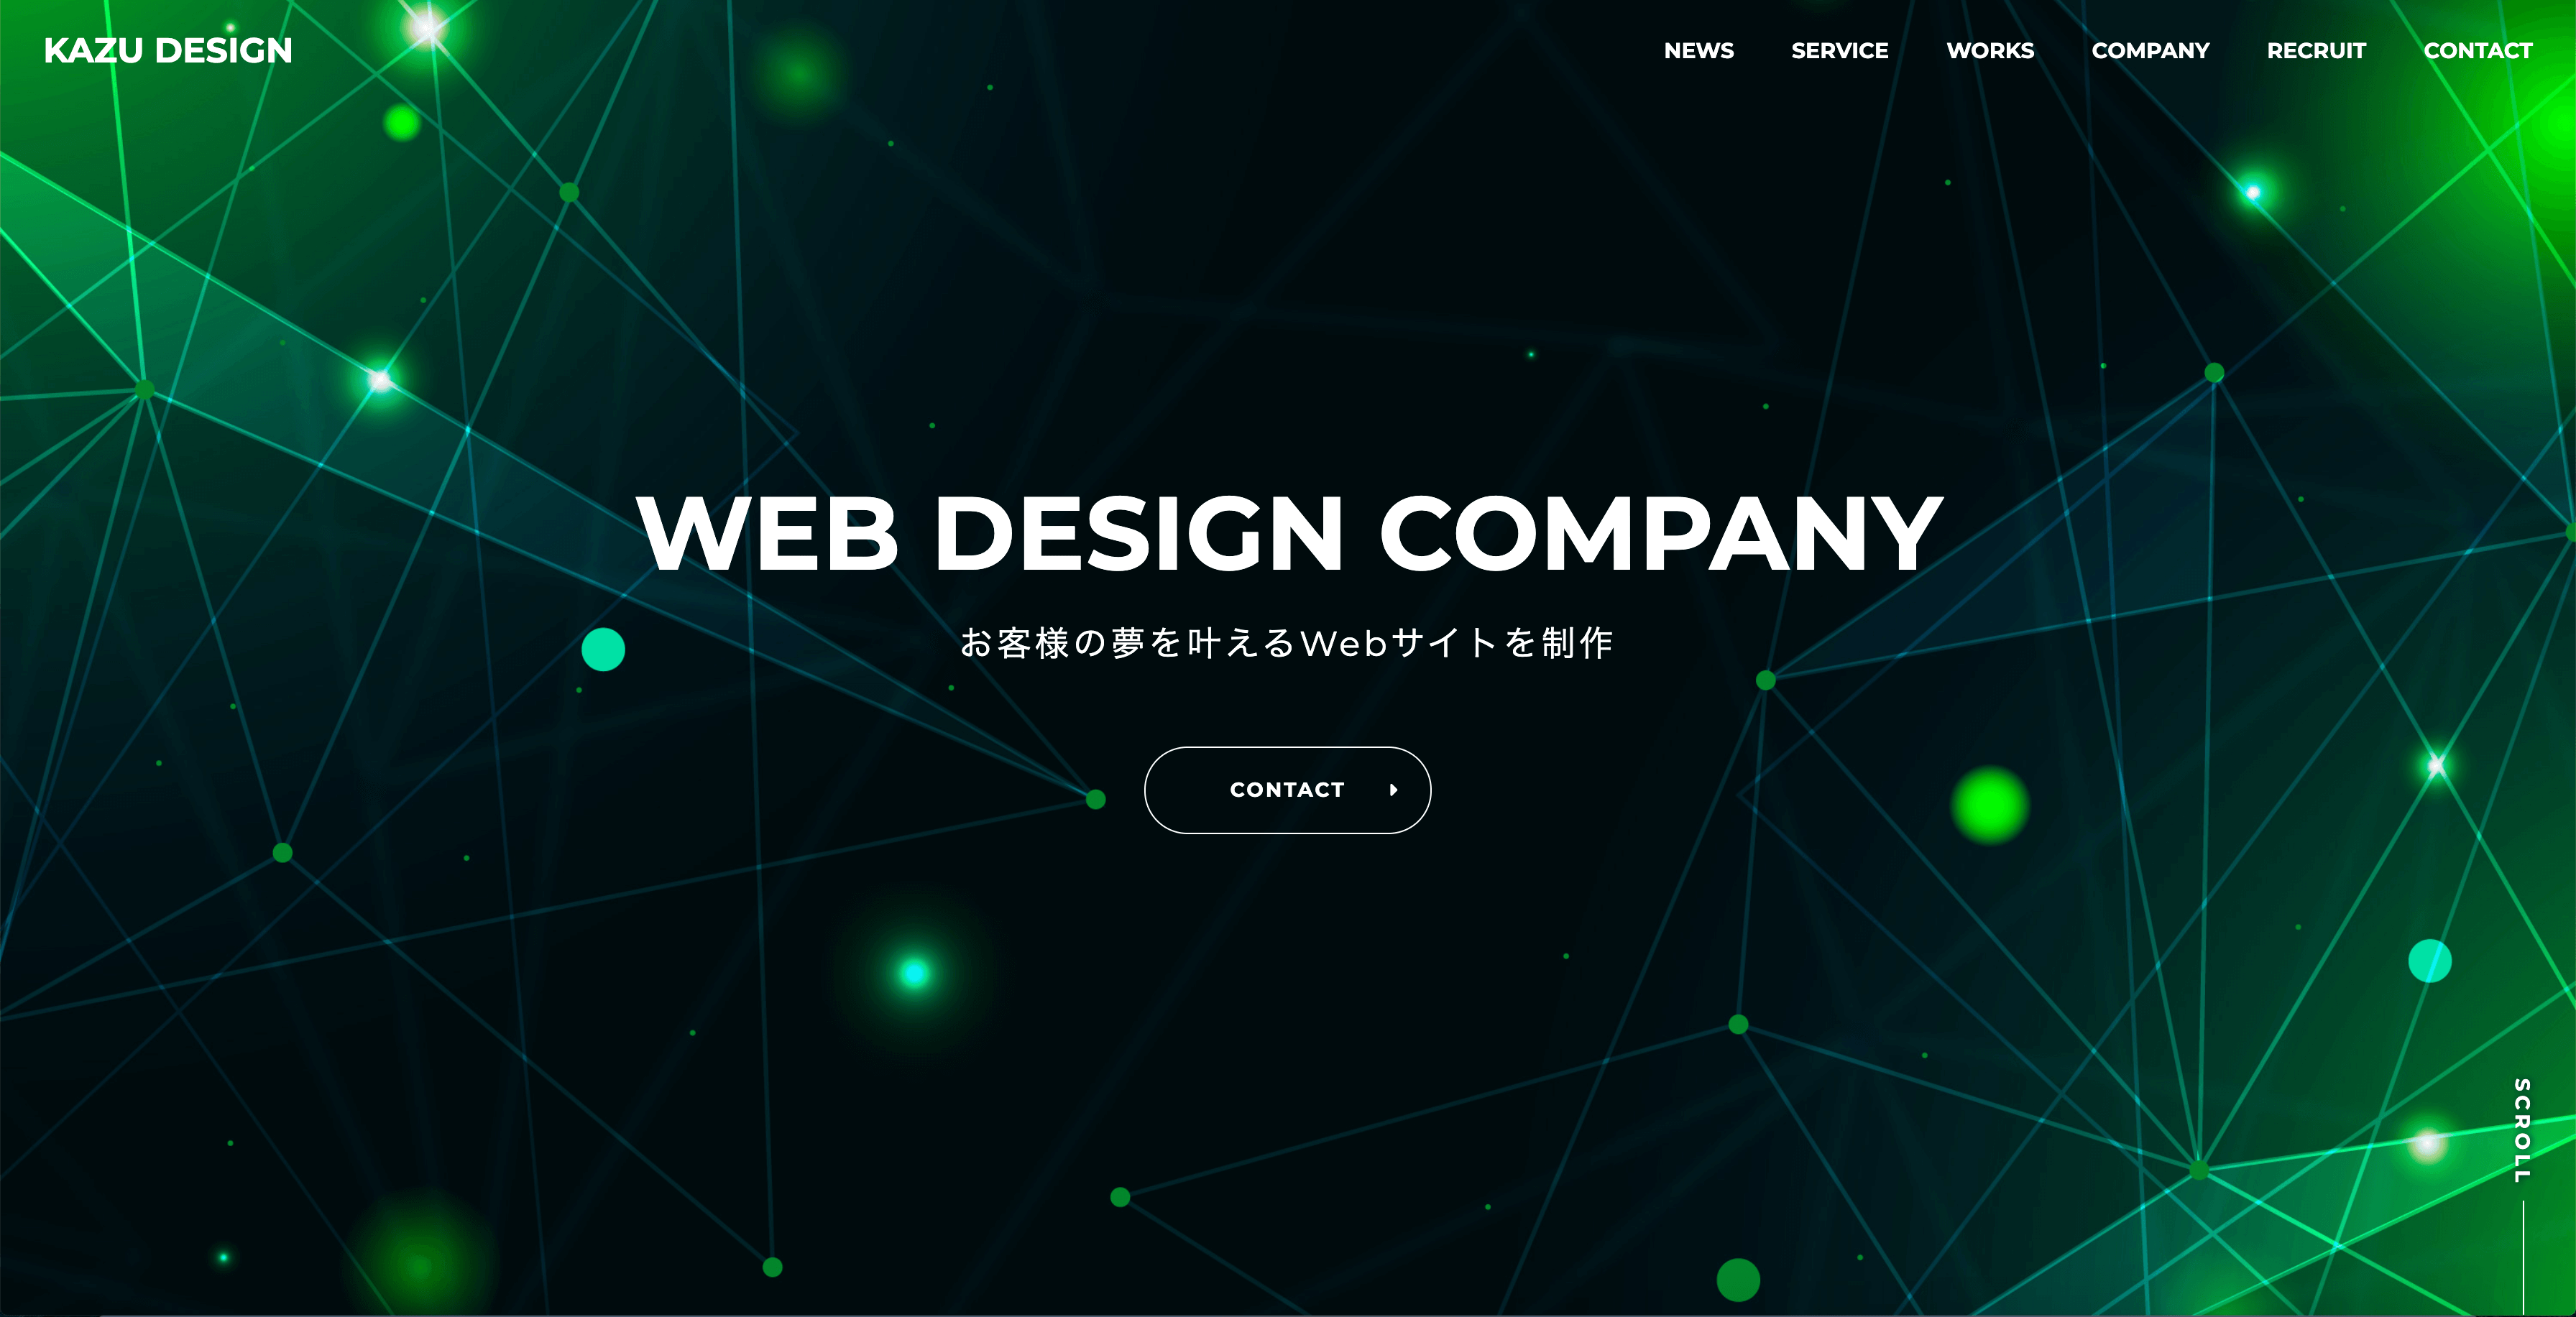 KAZU DESIGN
NEWS SERVICE WORKS COMPANY RECRUIT CONTACT
WEB DESIGN COMPANY
お客様の夢を叶えるWebサイトを制作
CONTACT
SCROLL